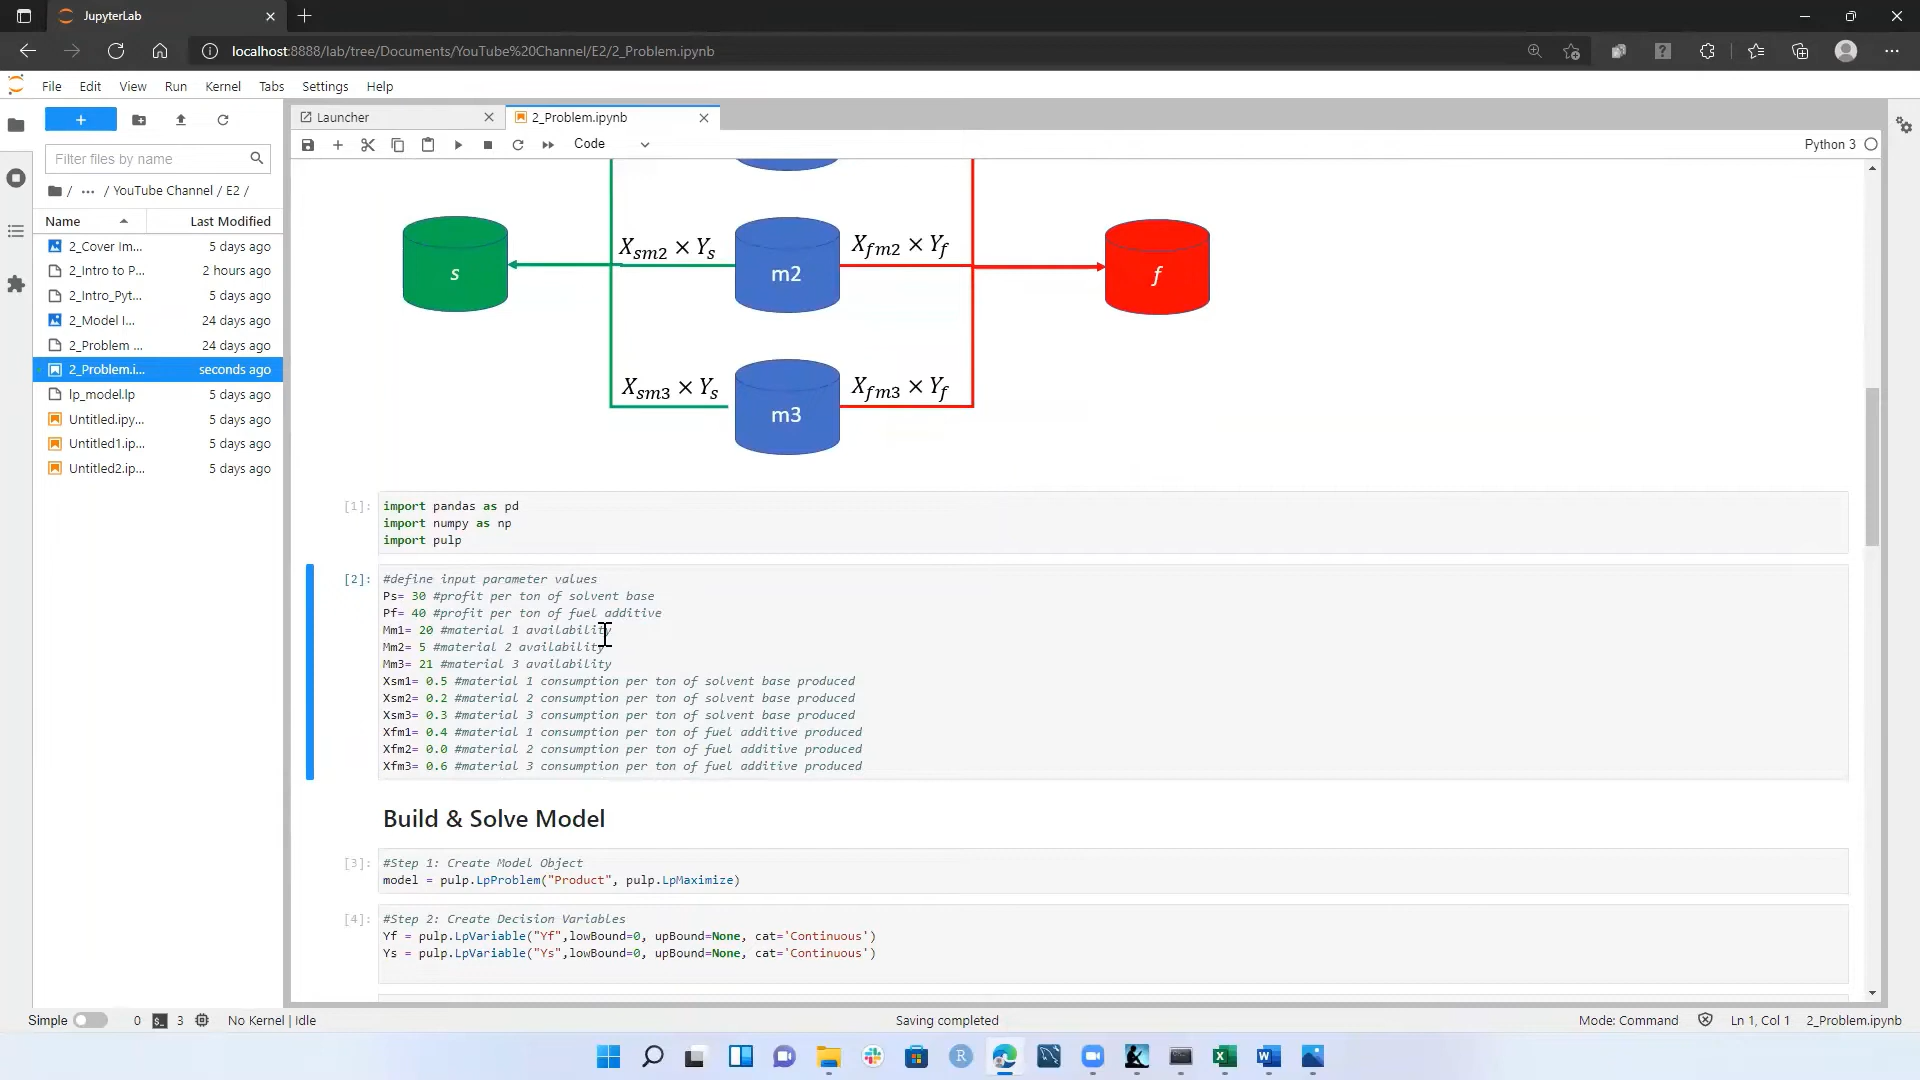 JupyterLab
localhost:8888/lab/tree/Documents/YouTube%20Channel/E2/2_Problem.ipynb
File Edit View Run Kernel Tabs Settings Help
Launcher
2_Problem.ipynb
Filter files by name
Code
Python 3
/ ... / YouTube Channel / E2 /
Name Last Modified
2_Cover Im... 5 days ago
2_Intro to P... 2 hours ago
2_Intro_Pyt... 5 days ago
2_Model I... 24 days ago
2_Problem ... 24 days ago
2_Problem.i... seconds ago
lp_model.lp 5 days ago
Untitled.ipy... 5 days ago
Untitled1.ip... 5 days ago
Untitled2.ip... 5 days ago
s
Xsm2 × Ys
m2
Xfm2 × Yf
f
Xsm3 × Ys
m3
Xfm3 × Yf
[1]:
import pandas as pd
import numpy as np
import pulp
[2]:
#define input parameter values
Ps= 30 #profit per ton of solvent base
Pf= 40 #profit per ton of fuel additive
Mm1= 20 #material 1 availability
Mm2= 5 #material 2 availability
Mm3= 21 #material 3 availability
Xsm1= 0.5 #material 1 consumption per ton of solvent base produced
Xsm2= 0.2 #material 2 consumption per ton of solvent base produced
Xsm3= 0.3 #material 3 consumption per ton of solvent base produced
Xfm1= 0.4 #material 1 consumption per ton of fuel additive produced
Xfm2= 0.0 #material 2 consumption per ton of fuel additive produced
Xfm3= 0.6 #material 3 consumption per ton of fuel additive produced
Build & Solve Model
[3]:
#Step 1: Create Model Object
model = pulp.LpProblem("Product", pulp.LpMaximize)
[4]:
#Step 2: Create Decision Variables
Yf = pulp.LpVariable("Yf",lowBound=0, upBound=None, cat='Continuous')
Ys = pulp.LpVariable("Ys",lowBound=0, upBound=None, cat='Continuous')
Simple 0 3 No Kernel | Idle
Saving completed
Mode: Command Ln 1, Col 1 2_Problem.ipynb